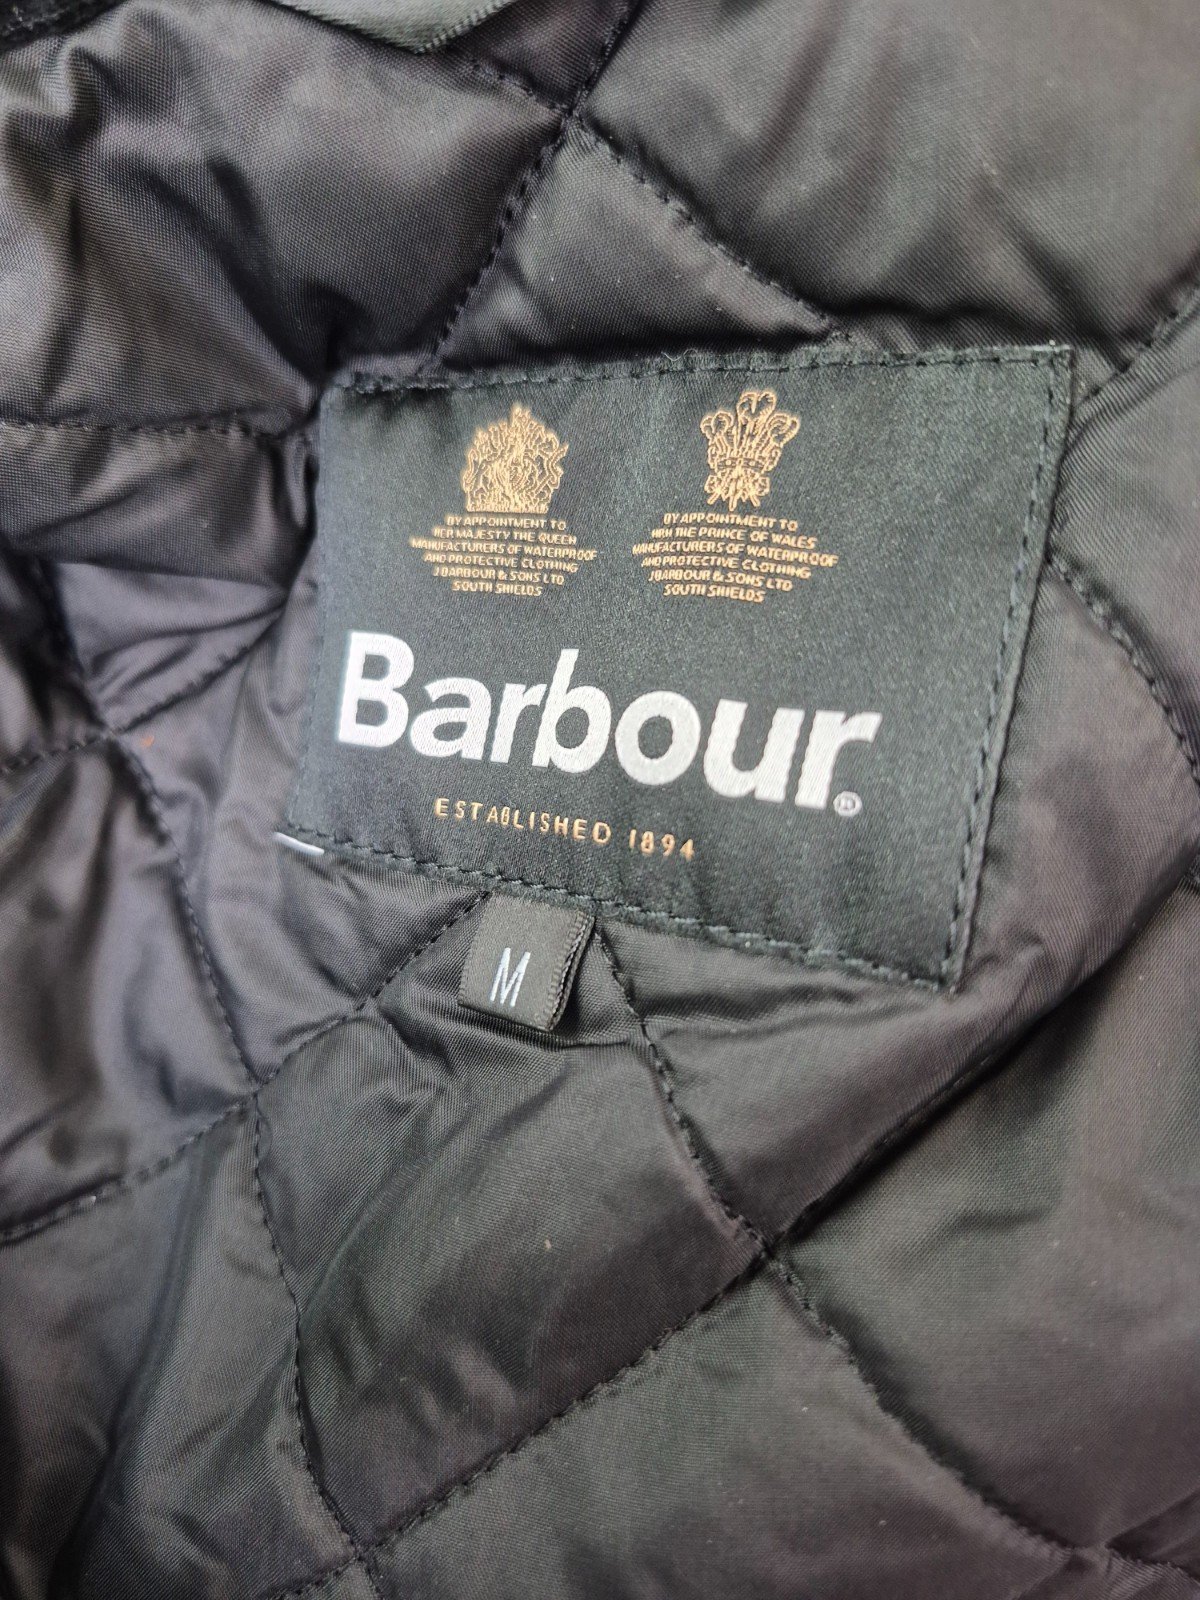 BY APPOINTMENT TO
HER MAJESTY THE QUEEN
MANUFACTURERS OF WATERPROOF
AND PROTECTIVE CLOTHING
J BARBOUR & SONS LTD
SOUTH SHIELDS
BY APPOINTMENT TO
HRH THE PRINCE OF WALES
MANUFACTURERS OF WATERPROOF
AND PROTECTIVE CLOTHING
J BARBOUR & SONS LTD
SOUTH SHIELDS
Barbour®
ESTABLISHED 1894
M